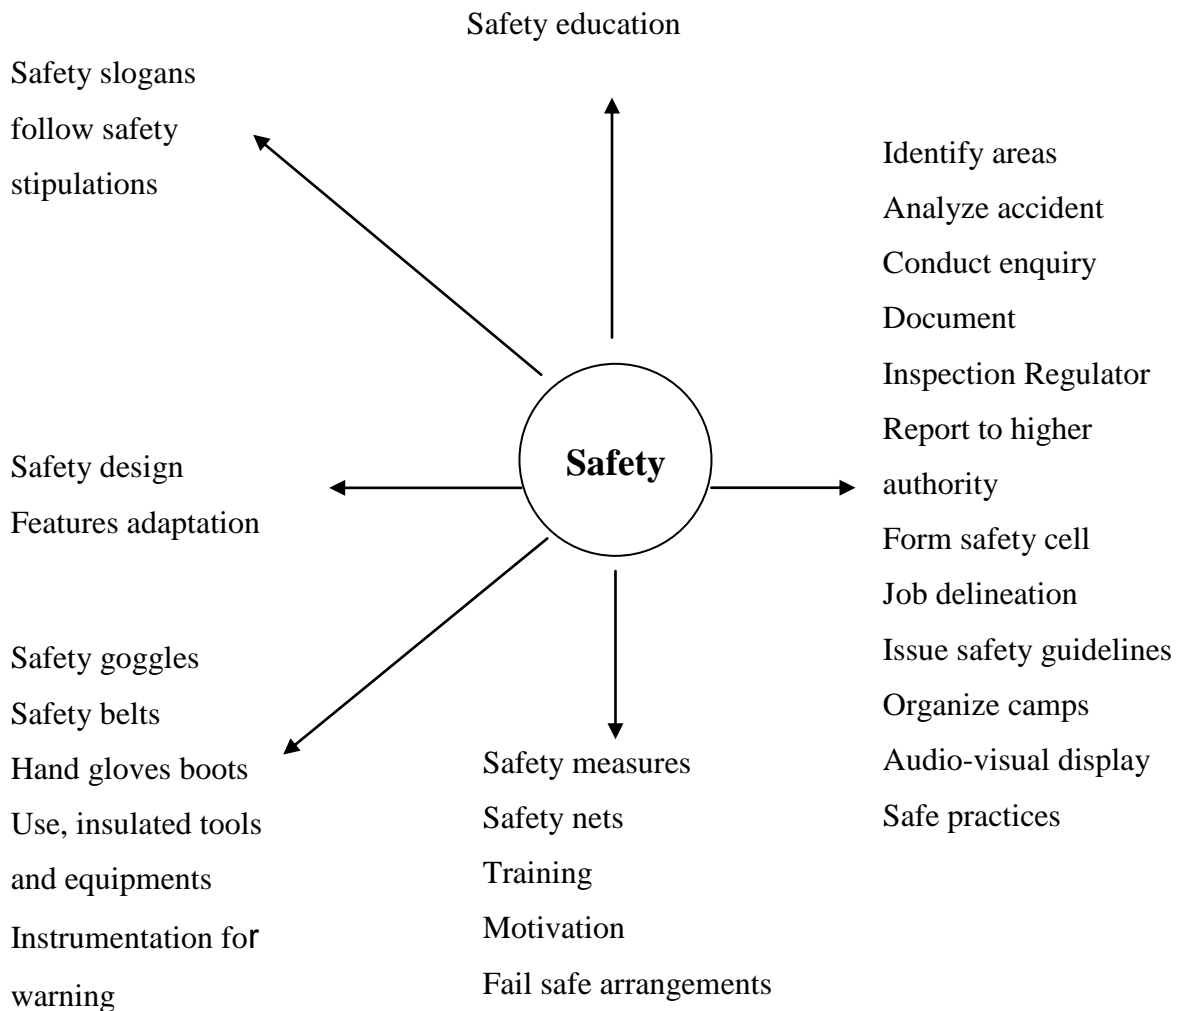 Safety education
Safety slogans
follow safety
stipulations
Identify areas
Analyze accident
Conduct enquiry
Document
Inspection Regulator
Report to higher
authority
Form safety cell
Job delineation
Issue safety guidelines
Organize camps
Audio-visual display
Safe practices
Safety
Safety design
Features adaptation
Safety goggles
Safety belts
Hand gloves boots
Use, insulated tools
and equipments
Instrumentation for
warning
Safety measures
Safety nets
Training
Motivation
Fail safe arrangements